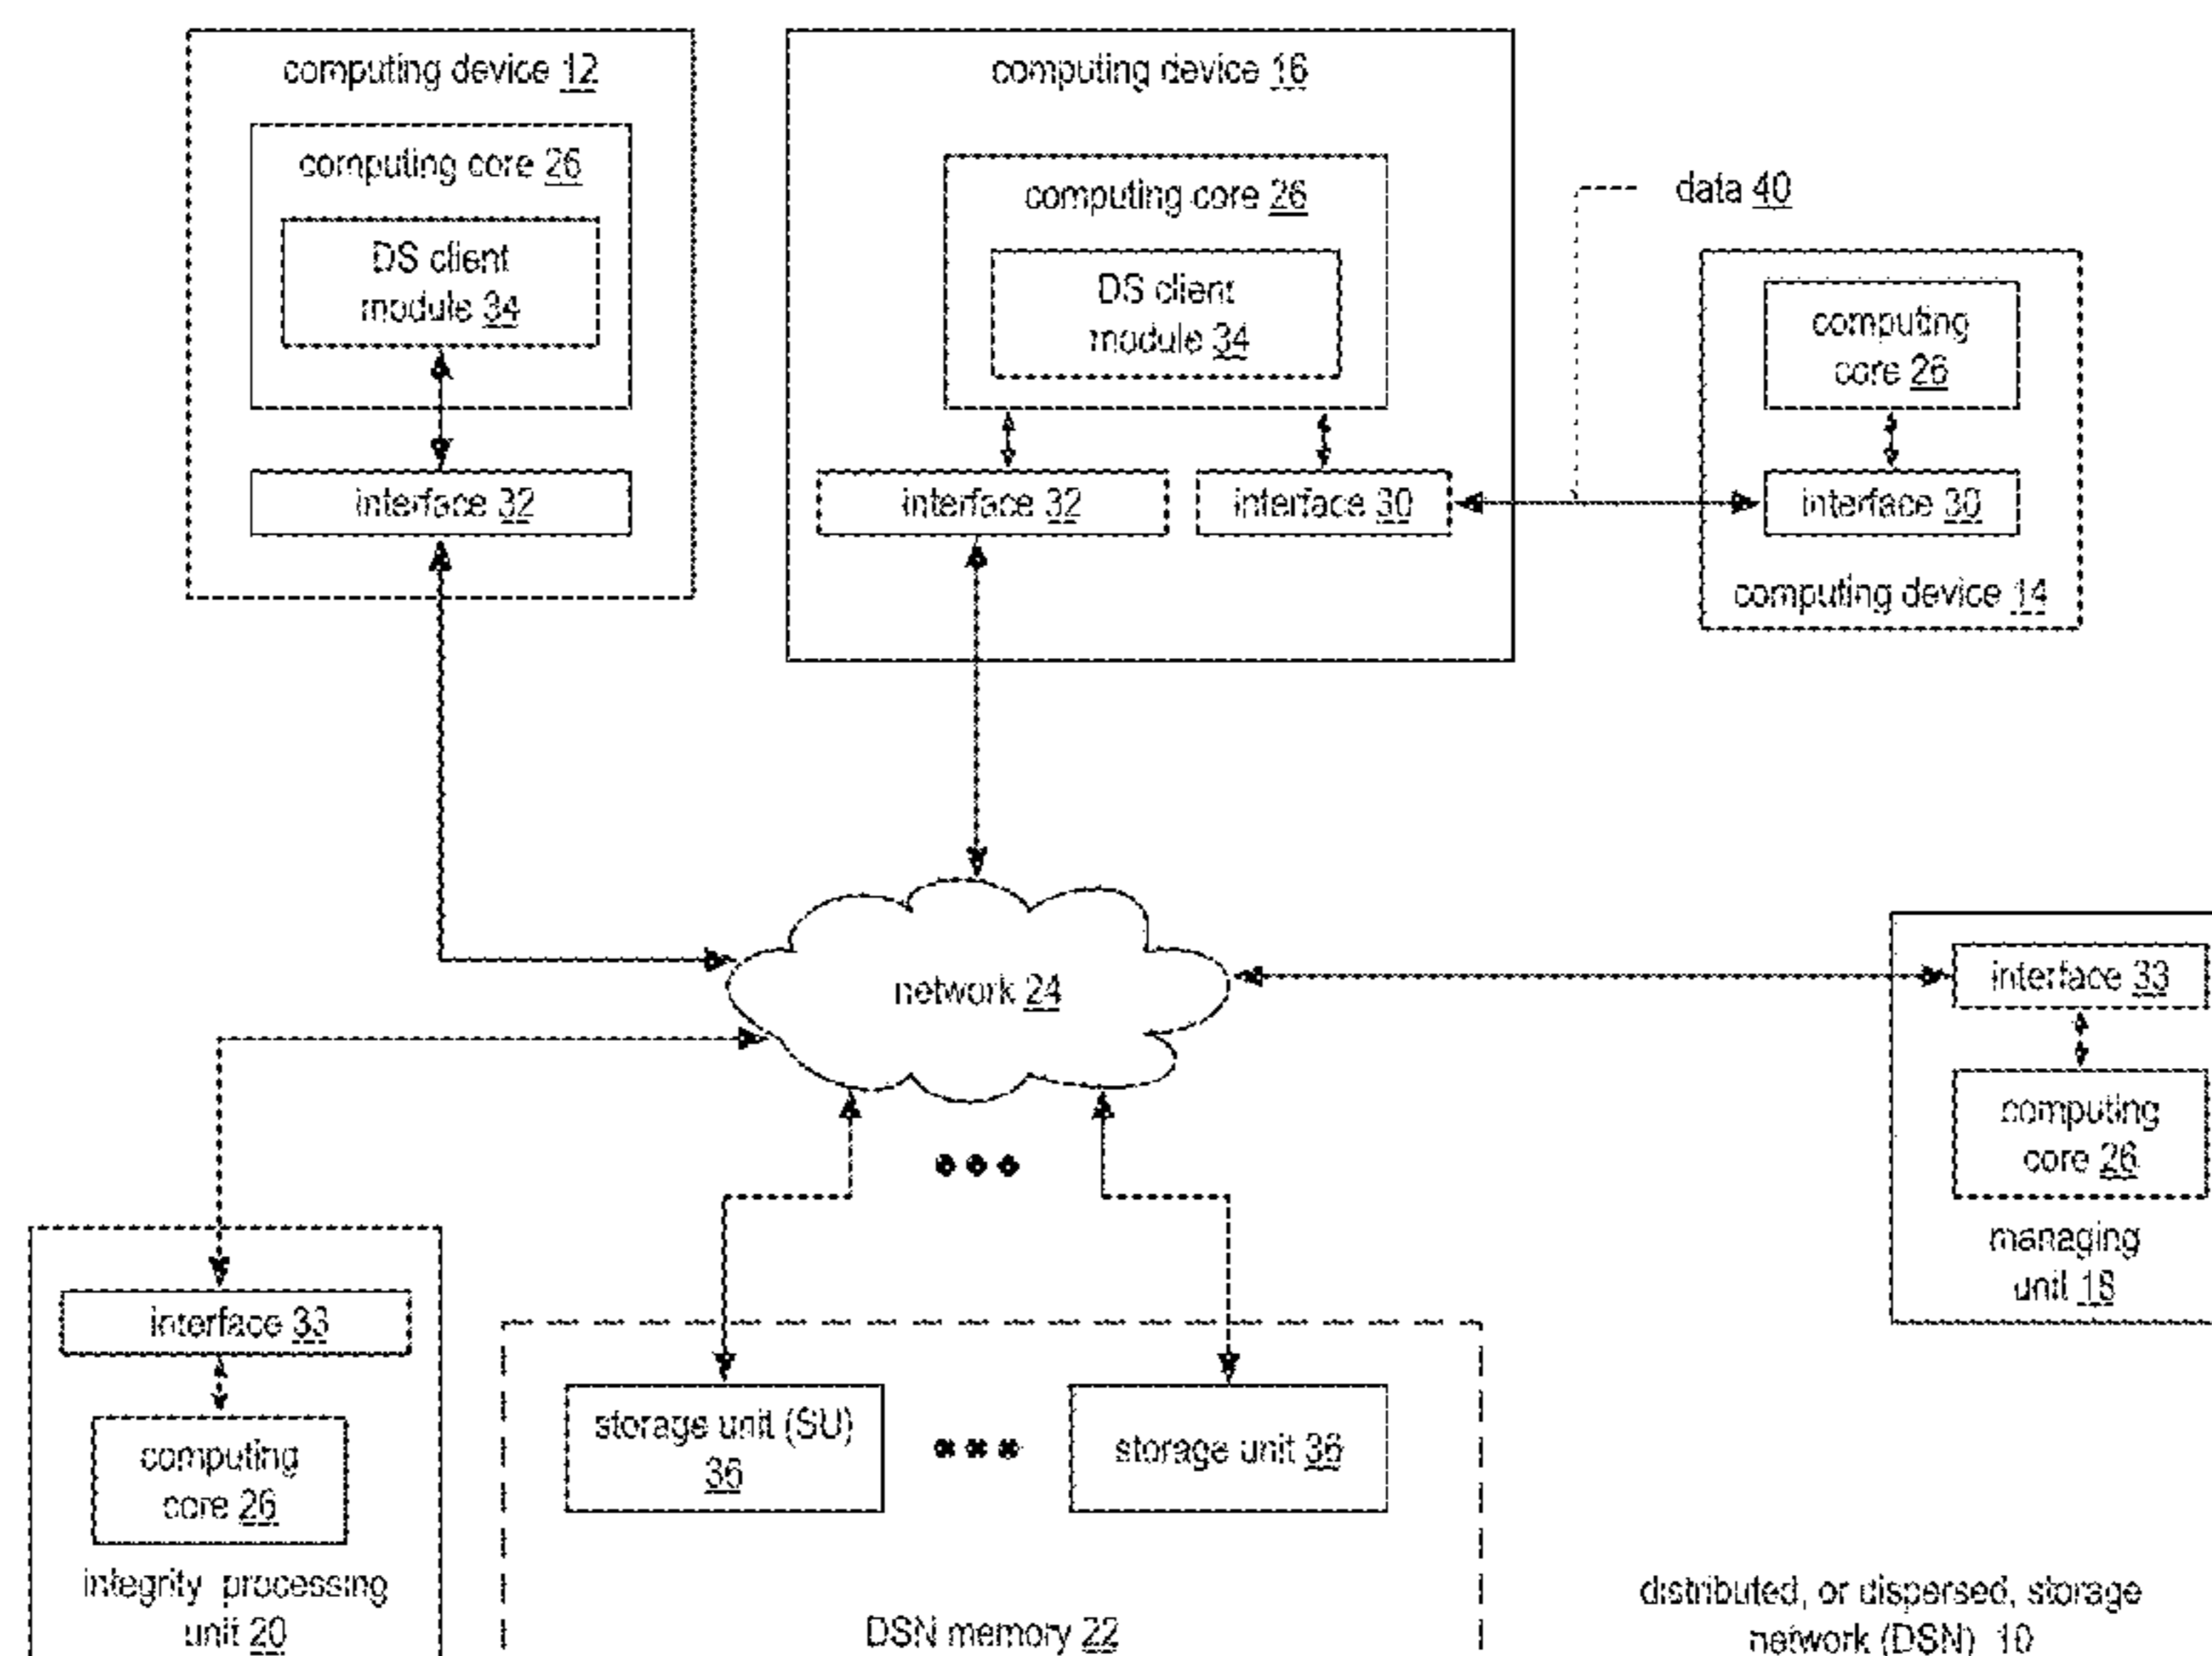 computing device 12
computing core 26
DS client
module 34
interface 32
computing device 16
computing core 26
DS client
module 34
interface 32
interface 30
data 40
computing
core 26
interface 30
computing device 14
network 24
interface 33
computing
core 26
managing
unit 18
interface 33
computing
core 26
integrity processing
unit 20
storage unit (SU)
36
storage unit 36
DSN memory 22
distributed, or dispersed, storage
network (DSN) 10